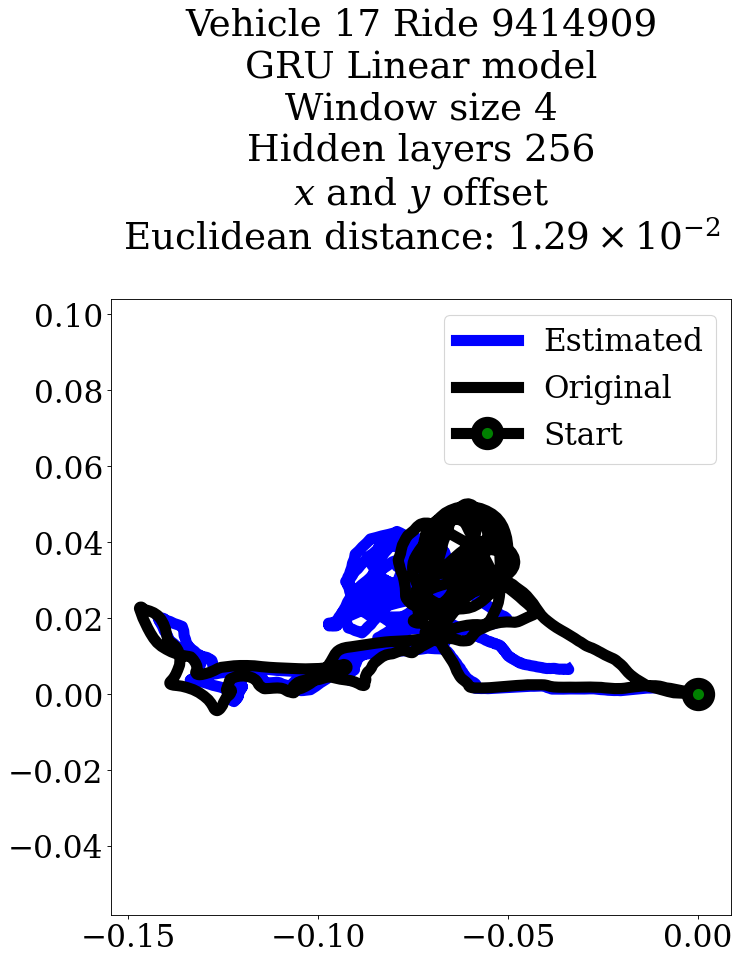 Vehicle 17 Ride 9414909
GRU Linear model
Window size 4
Hidden layers 256
x and y offset
Euclidean distance: 1.29 × 10⁻²
0.10
0.08
0.06
0.04
0.02
0.00
−0.02
−0.04
Estimated
Original
Start
−0.15 −0.10 −0.05 0.00